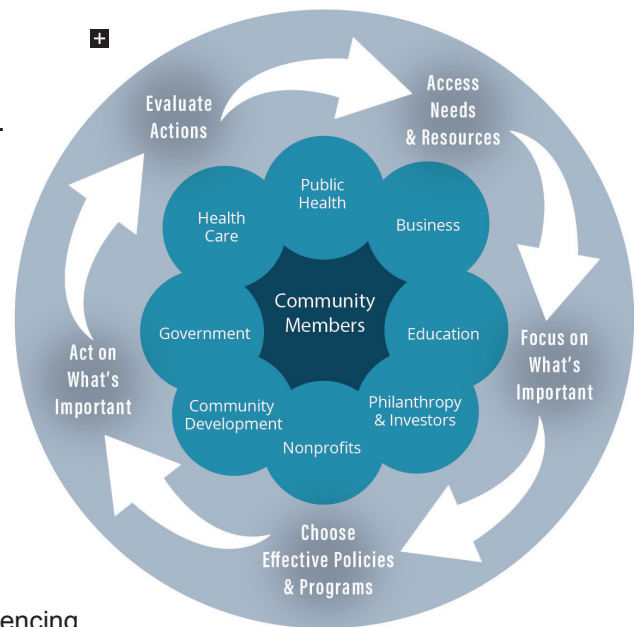 +
Evaluate
Actions
Access
Needs
& Resources
Public
Health
Health
Care
Business
Community
Members
Government
Education
Act on
What's
Important
Focus on
What's
Important
Community
Development
Philanthropy
& Investors
Nonprofits
Choose
Effective Policies
& Programs
encing